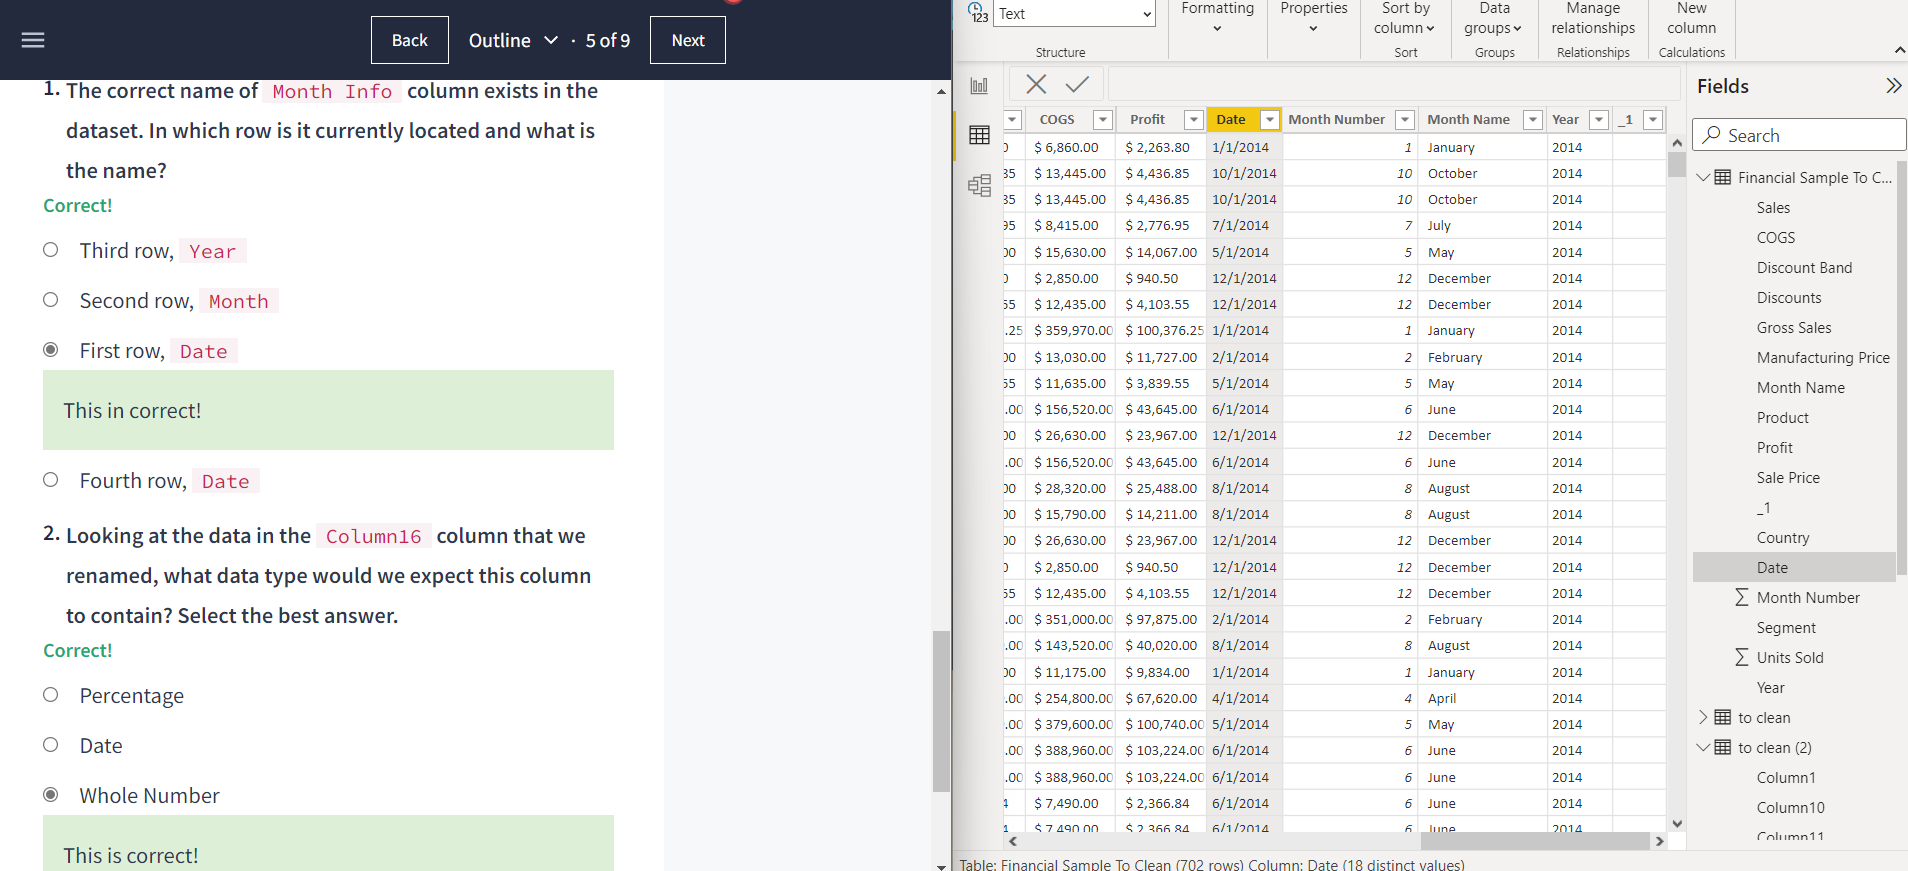 Back
Outline
· 5 of 9
Next
1. The correct name of Month Info column exists in the
dataset. In which row is it currently located and what is
the name?
Correct!
Third row, Year
Second row, Month
First row, Date
This in correct!
Fourth row, Date
2. Looking at the data in the Column16 column that we
renamed, what data type would we expect this column
to contain? Select the best answer.
Correct!
Percentage
Date
Whole Number
This is correct!
123 Text
Structure
Formatting
Properties
Sort by
column
Sort
Data
groups
Groups
Manage
relationships
Relationships
New
column
Calculations
COGS Profit Date Month Number Month Name Year _1
0 $ 6,860.00 $ 2,263.80 1/1/2014 1 January 2014
35 $ 13,445.00 $ 4,436.85 10/1/2014 10 October 2014
35 $ 13,445.00 $ 4,436.85 10/1/2014 10 October 2014
95 $ 8,415.00 $ 2,776.95 7/1/2014 7 July 2014
00 $ 15,630.00 $ 14,067.00 5/1/2014 5 May 2014
0 $ 2,850.00 $ 940.50 12/1/2014 12 December 2014
55 $ 12,435.00 $ 4,103.55 12/1/2014 12 December 2014
.25 $ 359,970.00 $ 100,376.25 1/1/2014 1 January 2014
00 $ 13,030.00 $ 11,727.00 2/1/2014 2 February 2014
55 $ 11,635.00 $ 3,839.55 5/1/2014 5 May 2014
.00 $ 156,520.00 $ 43,645.00 6/1/2014 6 June 2014
00 $ 26,630.00 $ 23,967.00 12/1/2014 12 December 2014
.00 $ 156,520.00 $ 43,645.00 6/1/2014 6 June 2014
00 $ 28,320.00 $ 25,488.00 8/1/2014 8 August 2014
00 $ 15,790.00 $ 14,211.00 8/1/2014 8 August 2014
00 $ 26,630.00 $ 23,967.00 12/1/2014 12 December 2014
0 $ 2,850.00 $ 940.50 12/1/2014 12 December 2014
55 $ 12,435.00 $ 4,103.55 12/1/2014 12 December 2014
.00 $ 351,000.00 $ 97,875.00 2/1/2014 2 February 2014
.00 $ 143,520.00 $ 40,020.00 8/1/2014 8 August 2014
00 $ 11,175.00 $ 9,834.00 1/1/2014 1 January 2014
.00 $ 254,800.00 $ 67,620.00 4/1/2014 4 April 2014
.00 $ 379,600.00 $ 100,740.00 5/1/2014 5 May 2014
.00 $ 388,960.00 $ 103,224.00 6/1/2014 6 June 2014
.00 $ 388,960.00 $ 103,224.00 6/1/2014 6 June 2014
4 $ 7,490.00 $ 2,366.84 6/1/2014 6 June 2014
4 $ 7,490.00 $ 2,366.84 6/1/2014 6 June 2014
Table: Financial Sample To Clean (702 rows) Column: Date (18 distinct values)
Fields
Search
Financial Sample To C...
Sales
COGS
Discount Band
Discounts
Gross Sales
Manufacturing Price
Month Name
Product
Profit
Sale Price
_1
Country
Date
Σ Month Number
Segment
Σ Units Sold
Year
to clean
to clean (2)
Column1
Column10
Column11